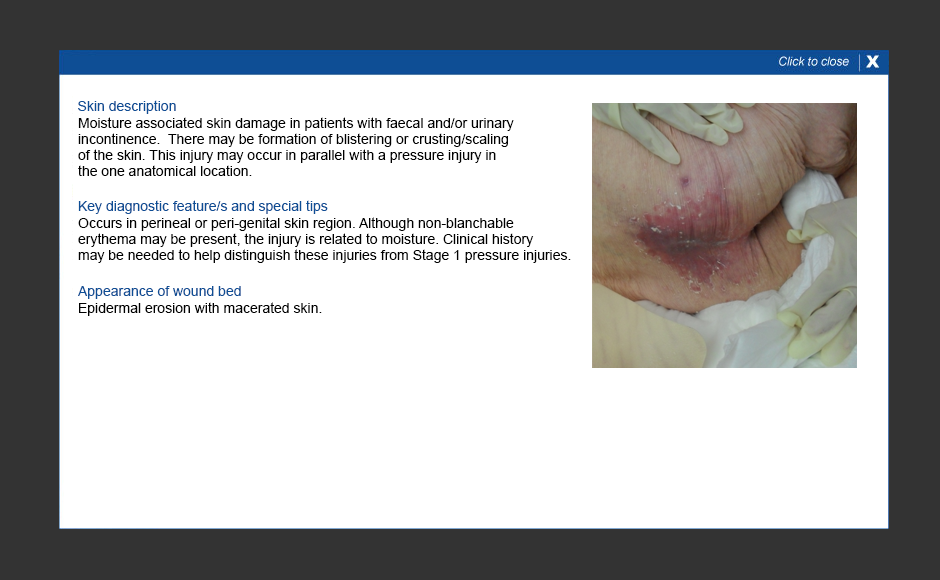 Click to close X
Skin description
Moisture associated skin damage in patients with faecal and/or urinary
incontinence.  There may be formation of blistering or crusting/scaling
of the skin. This injury may occur in parallel with a pressure injury in
the one anatomical location.
Key diagnostic feature/s and special tips
Occurs in perineal or peri-genital skin region. Although non-blanchable
erythema may be present, the injury is related to moisture. Clinical history
may be needed to help distinguish these injuries from Stage 1 pressure injuries.
Appearance of wound bed
Epidermal erosion with macerated skin.